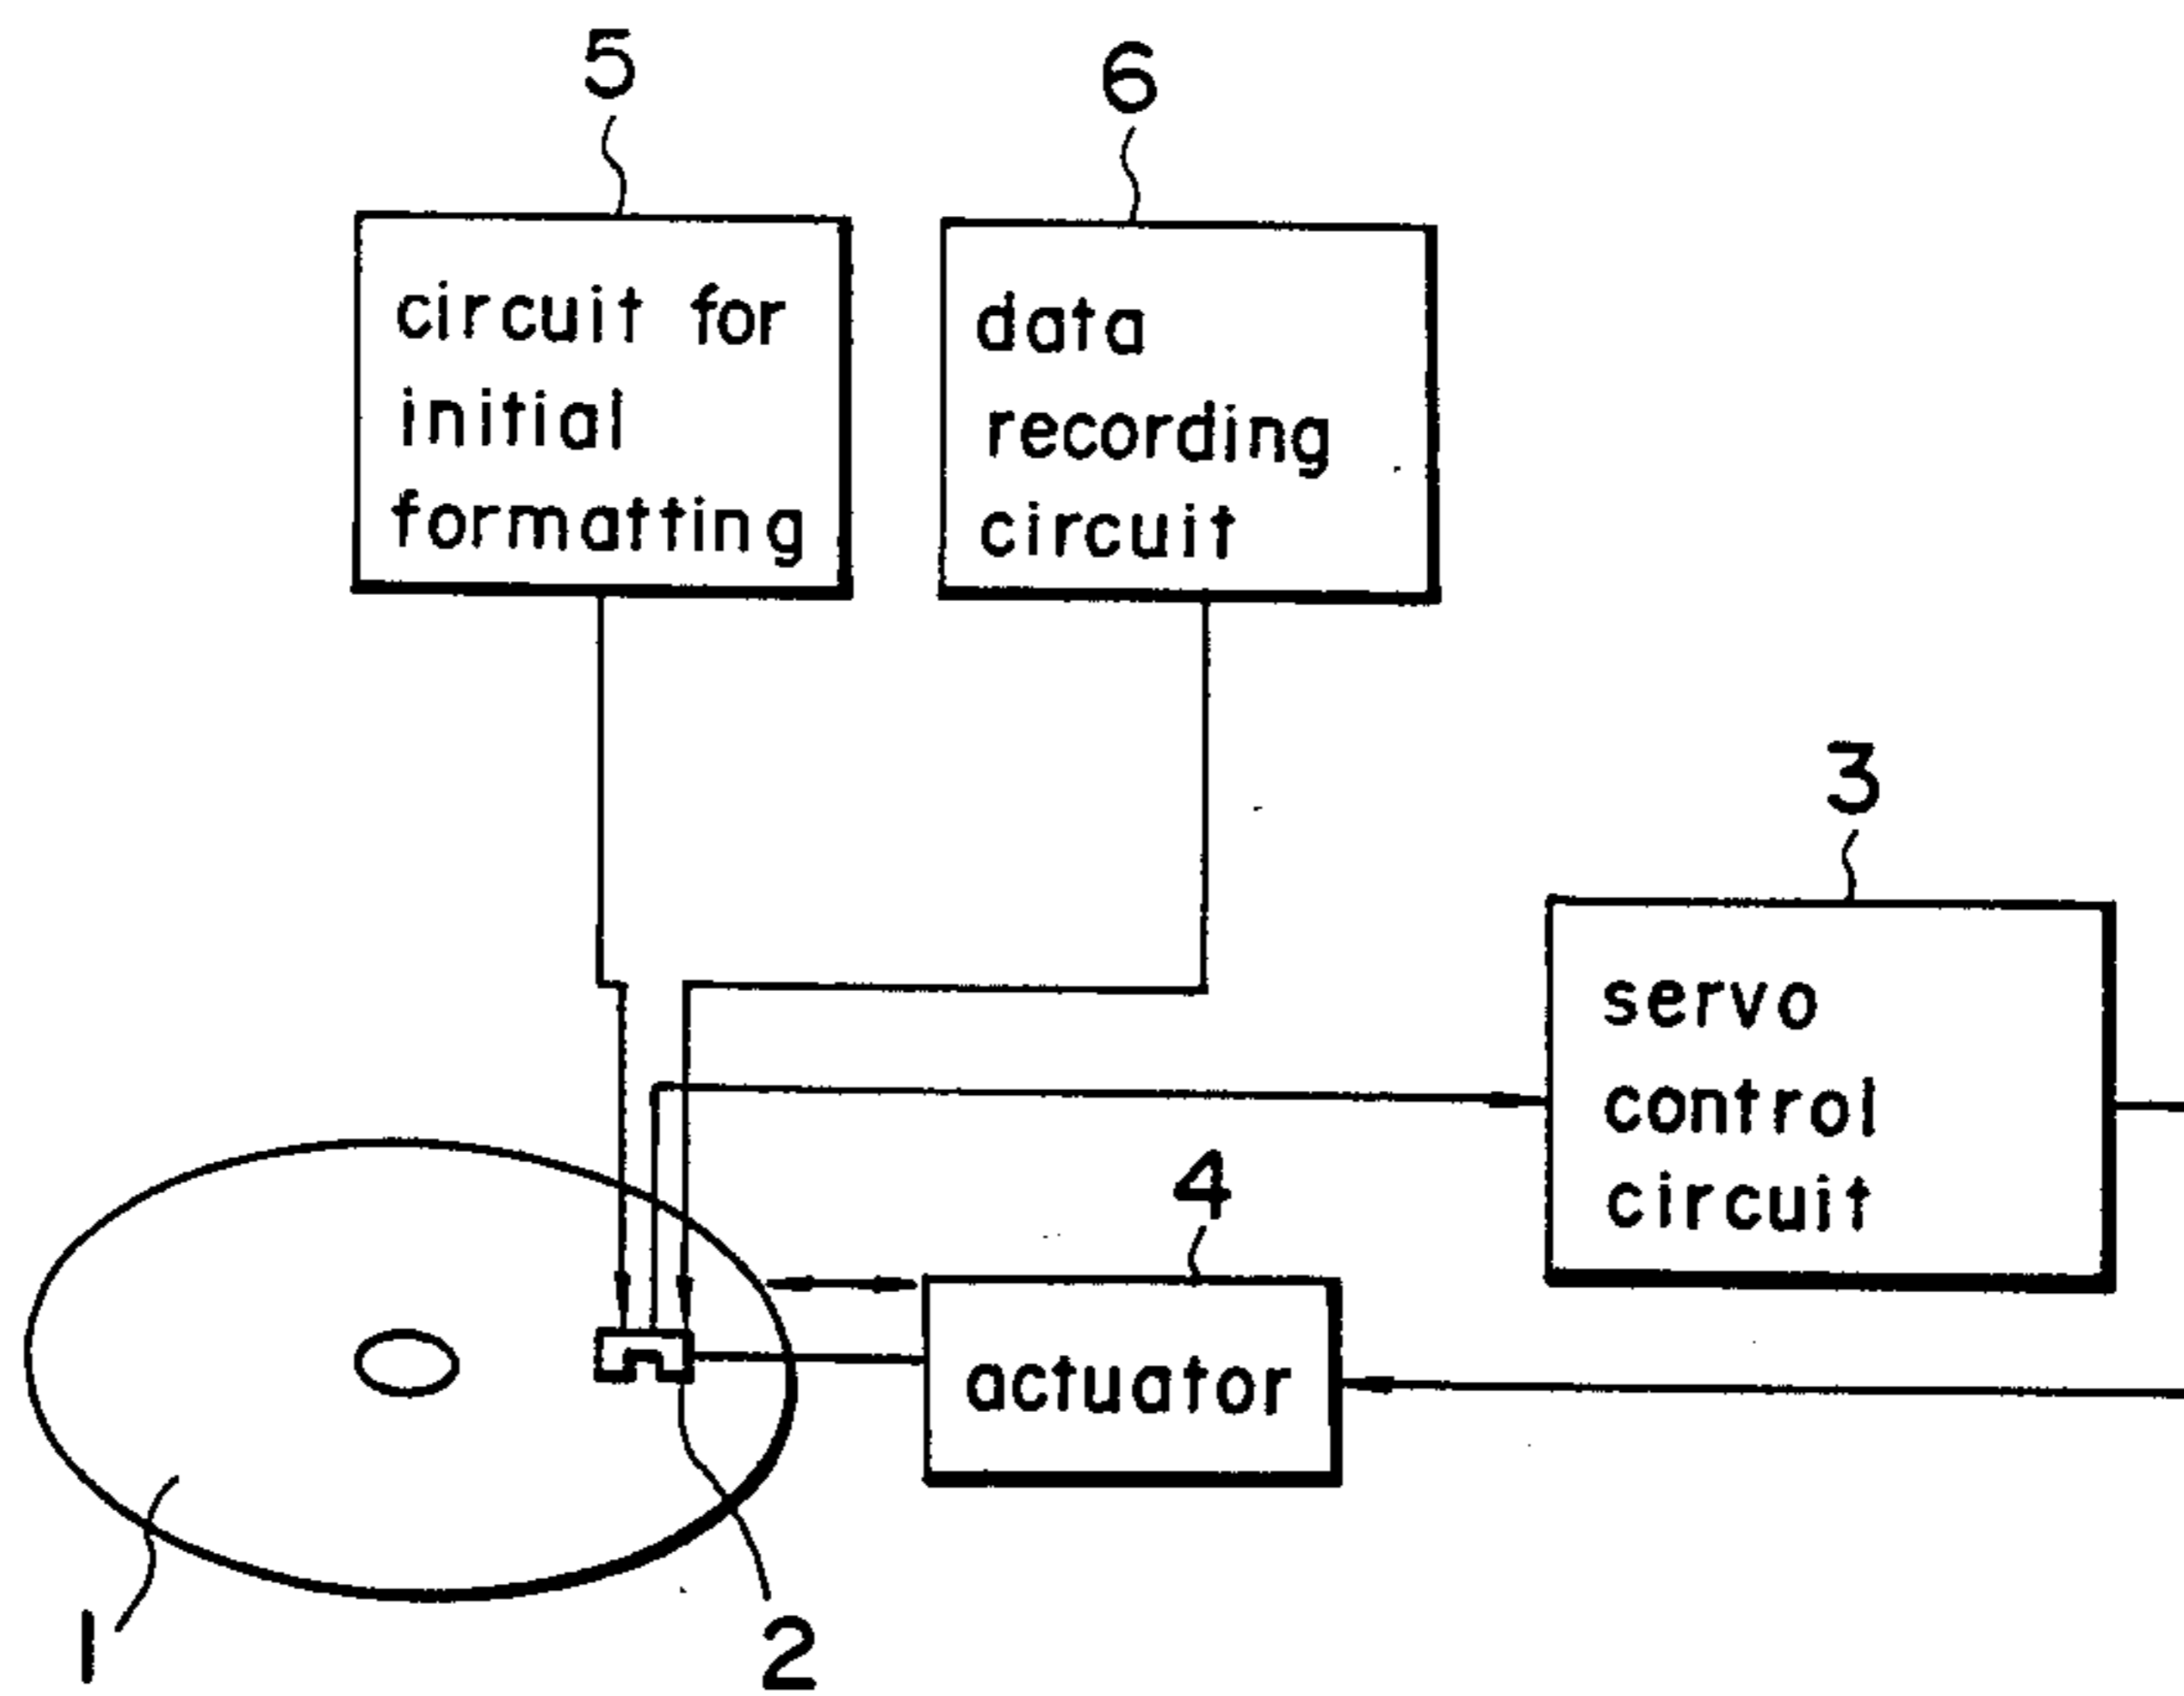 5
6
circuit for
initial
formatting
data
recording
circuit
3
servo
control
circuit
4
actuator
1
2